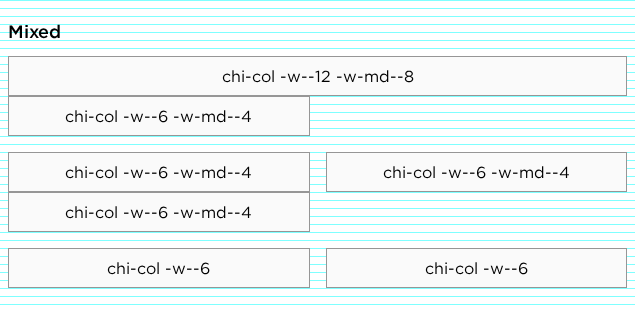 Mixed
chi-col -w--12 -w-md--8
chi-col -w--6 -w-md--4
chi-col -w--6 -w-md--4 chi-col -w--6 -w-md--4
chi-col -w--6 -w-md--4
chi-col -w--6 chi-col -w--6